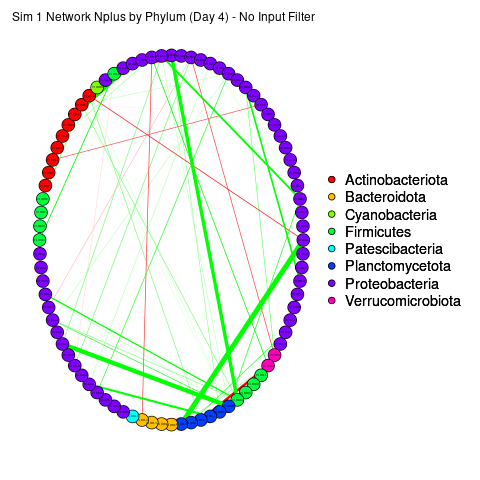 Sim 1 Network Nplus by Phylum (Day 4) - No Input Filter
Actinobacteriota
Bacteroidota
Cyanobacteria
Firmicutes
Patescibacteria
Planctomycetota
Proteobacteria
Verrucomicrobiota